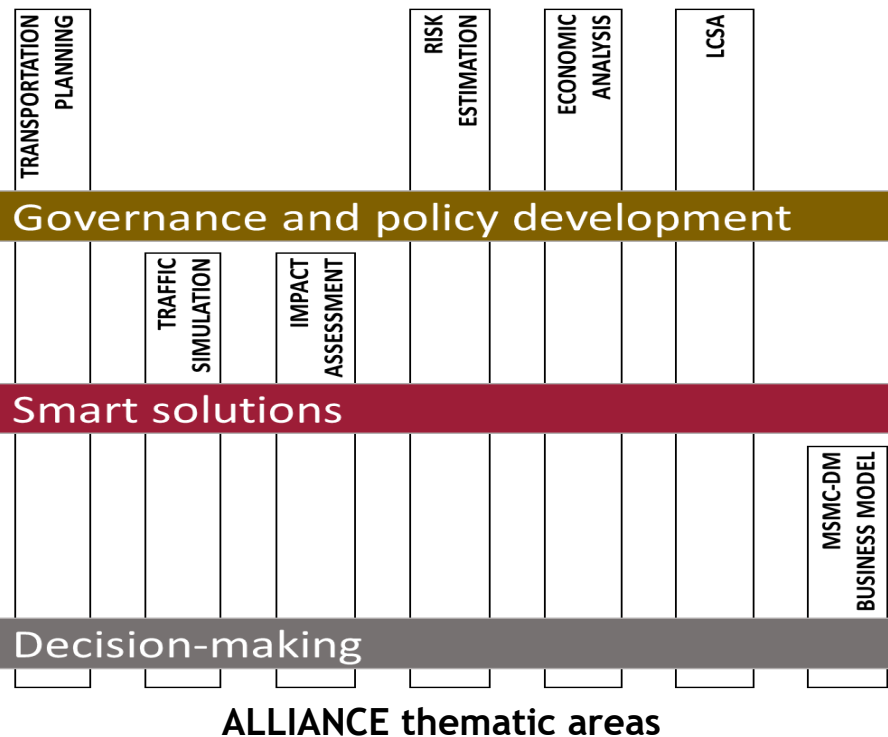 TRANSPORTATION
PLANNING
RISK
ESTIMATION
ECONOMIC
ANALYSIS
LCSA
Governance and policy development
TRAFFIC
SIMULATION
IMPACT
ASSESSMENT
Smart solutions
MSMC-DM
BUSINESS MODEL
Decision-making
ALLIANCE thematic areas